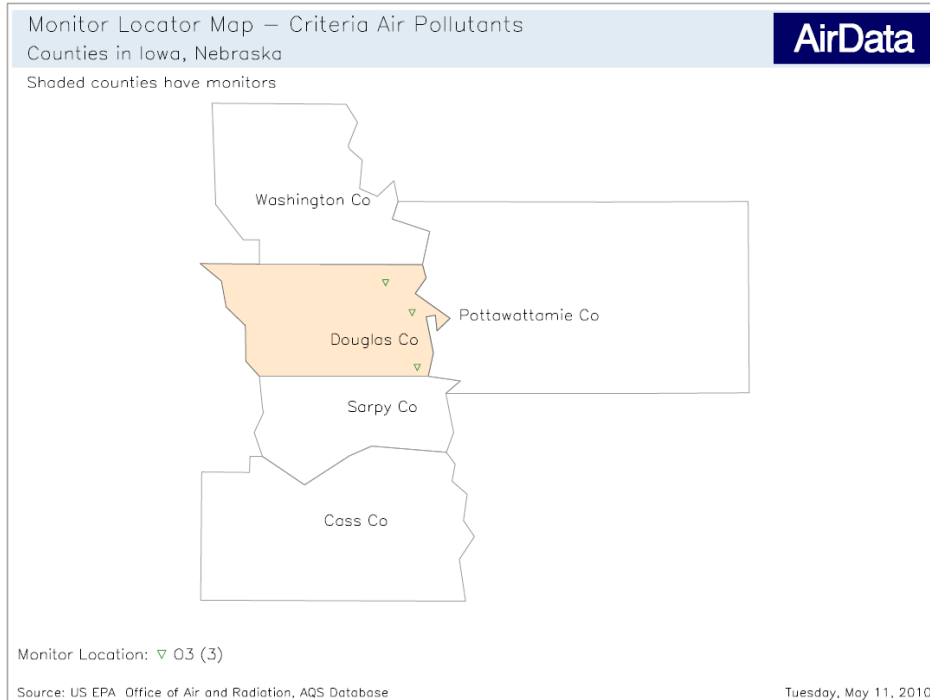 Monitor Locator Map – Criteria Air Pollutants
Counties in Iowa, Nebraska
AirData
Shaded counties have monitors
Washington Co
Pottawattamie Co
Douglas Co
Sarpy Co
Cass Co
Monitor Location: ▽ O3 (3)
Source: US EPA Office of Air and Radiation, AQS Database
Tuesday, May 11, 2010